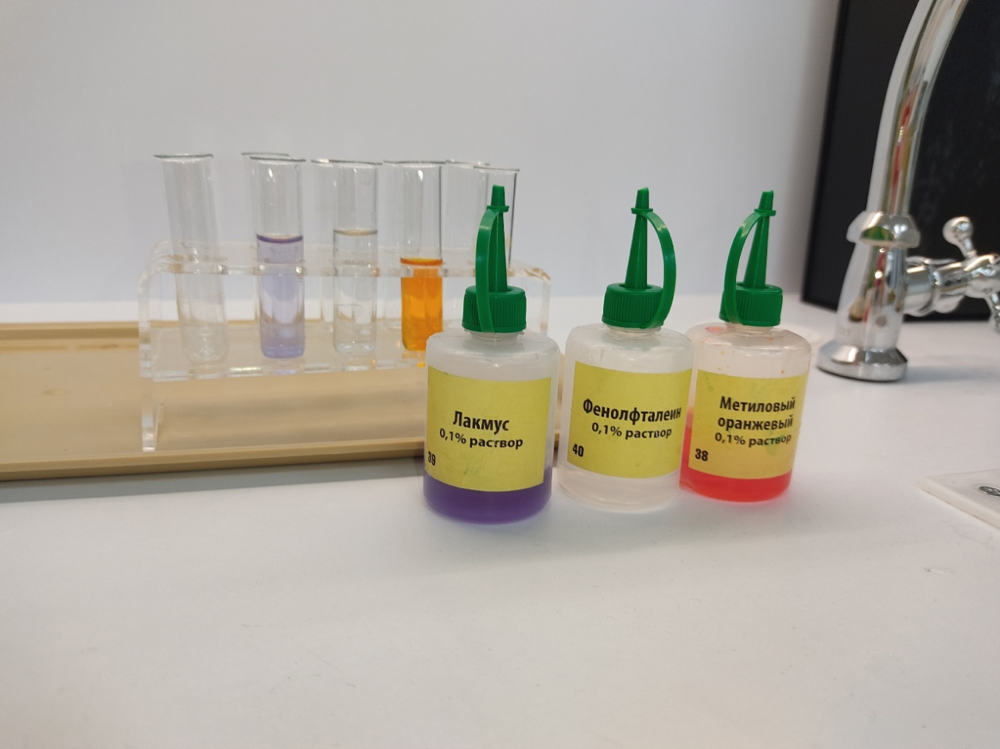 Лакмус
0,1% раствор
39
Фенолфталеин
0,1% раствор
40
Метиловый
оранжевый
0,1% раствор
38